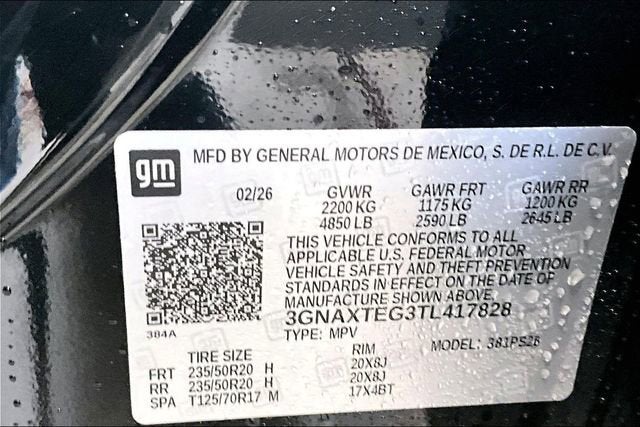 gm
MFD BY GENERAL MOTORS DE MEXICO, S. DE R.L. DE C.V.
02/26 GVWR GAWR FRT GAWR RR
2200 KG 1175 KG 1200 KG
4850 LB 2590 LB 2645 LB
THIS VEHICLE CONFORMS TO ALL
APPLICABLE U.S. FEDERAL MOTOR
VEHICLE SAFETY AND THEFT PREVENTION
STANDARDS IN EFFECT ON THE DATE OF
MANUFACTURE SHOWN ABOVE.
3GNAXTEG3TL417828
384A
TYPE: MPV MODEL: 381PS26
TIRE SIZE RIM
FRT 235/50R20 H 20X8J
RR 235/50R20 H 20X8J
SPA T125/70R17 M 17X4BT